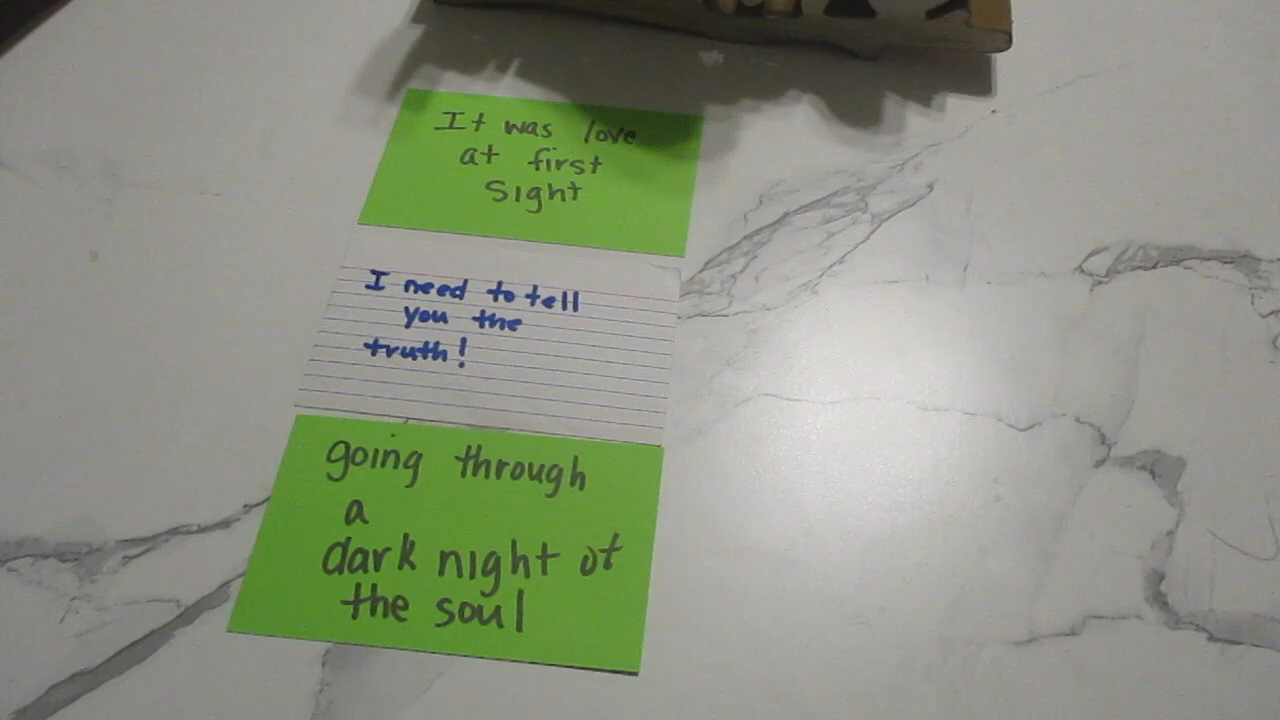 It was love
at first
sight
I need to tell
you the
truth!
going through
a
dark night of
the soul